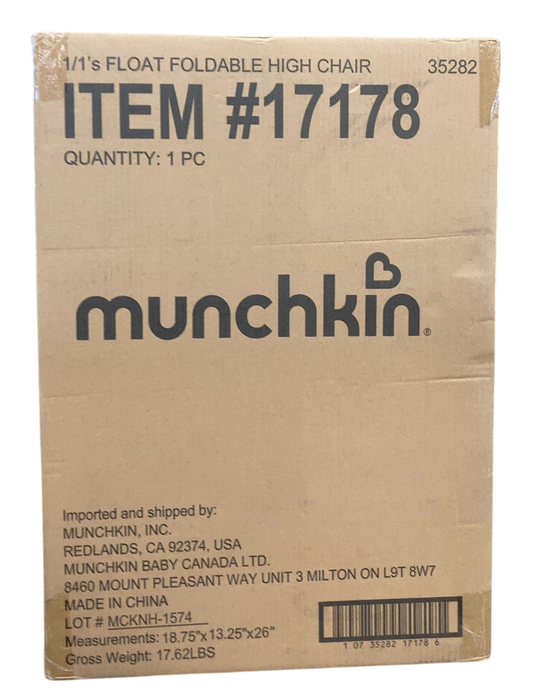 1/1's FLOAT FOLDABLE HIGH CHAIR 35282
ITEM #17178
QUANTITY: 1 PC
munchkin®
Imported and shipped by:
MUNCHKIN, INC.
REDLANDS, CA 92374, USA
MUNCHKIN BABY CANADA LTD.
8460 MOUNT PLEASANT WAY UNIT 3 MILTON ON L9T 8W7
MADE IN CHINA
LOT # MCKNH-1574
Measurements: 18.75"x13.25"x26"
Gross Weight: 17.62LBS
1 07 35282 17178 6